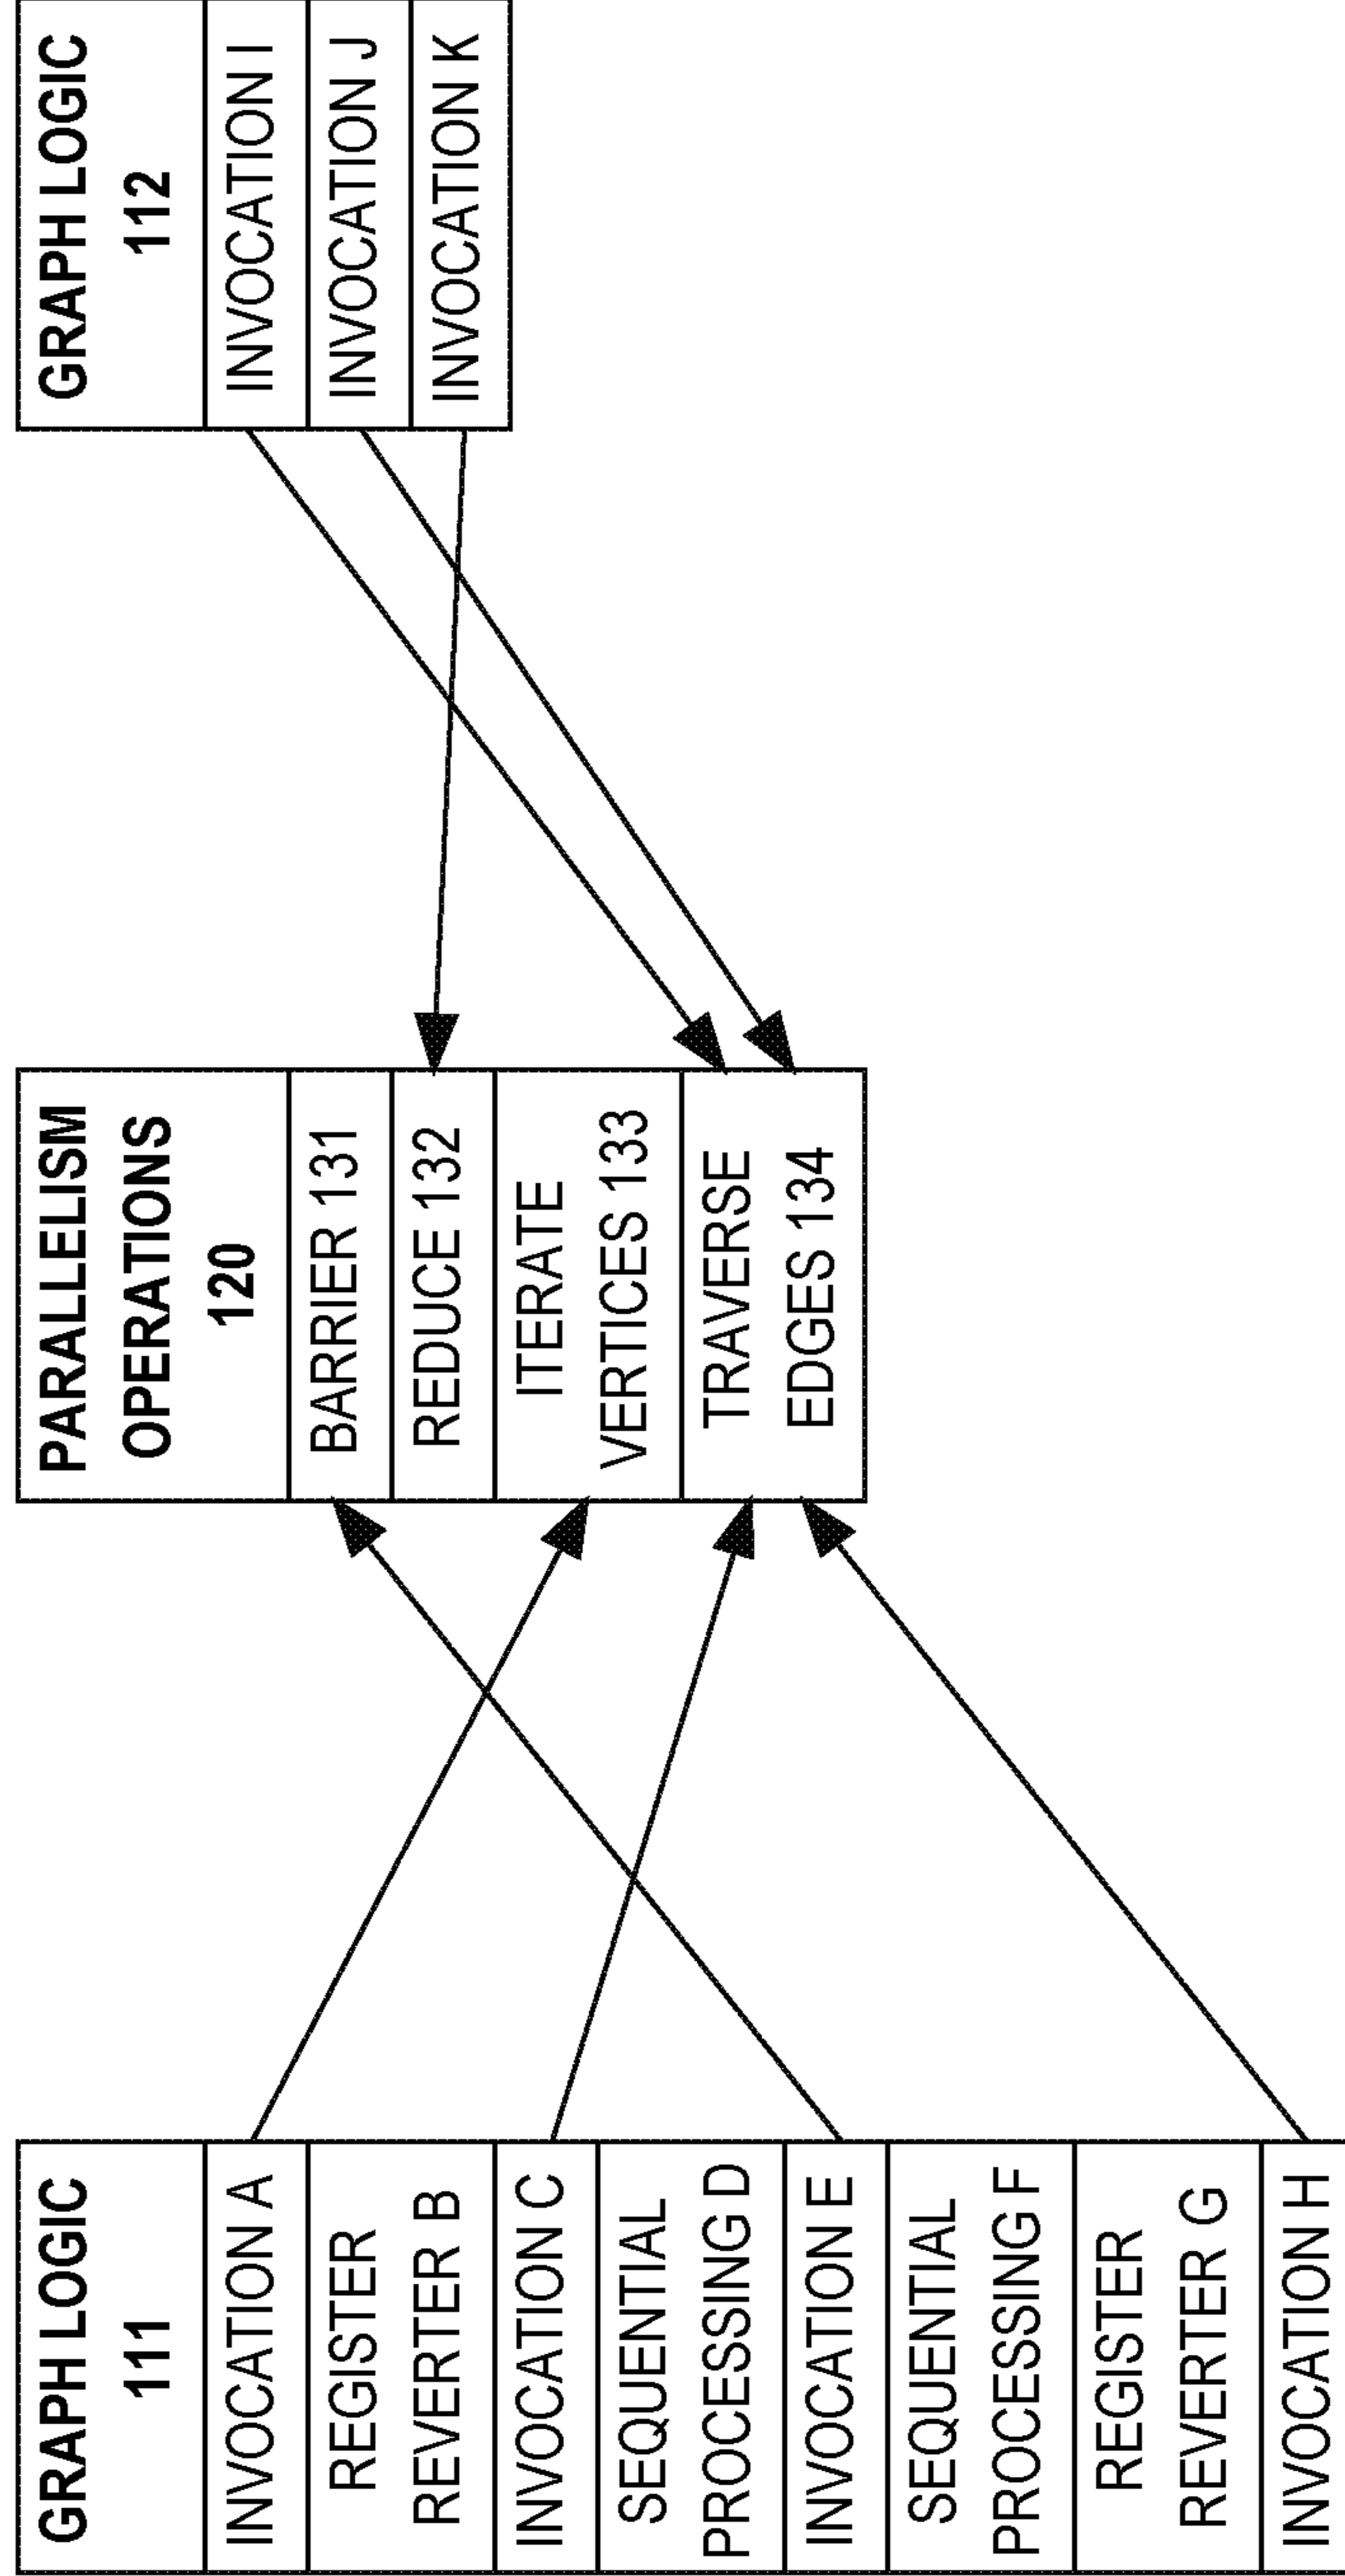 GRAPH LOGIC
111
INVOCATION A
REGISTER
REVERTER B
INVOCATION C
SEQUENTIAL
PROCESSING D
INVOCATION E
SEQUENTIAL
PROCESSING F
REGISTER
REVERTER G
INVOCATION H
PARALLELISM
OPERATIONS
120
BARRIER 131
REDUCE 132
ITERATE
VERTICES 133
TRAVERSE
EDGES 134
GRAPH LOGIC
112
INVOCATION I
INVOCATION J
INVOCATION K